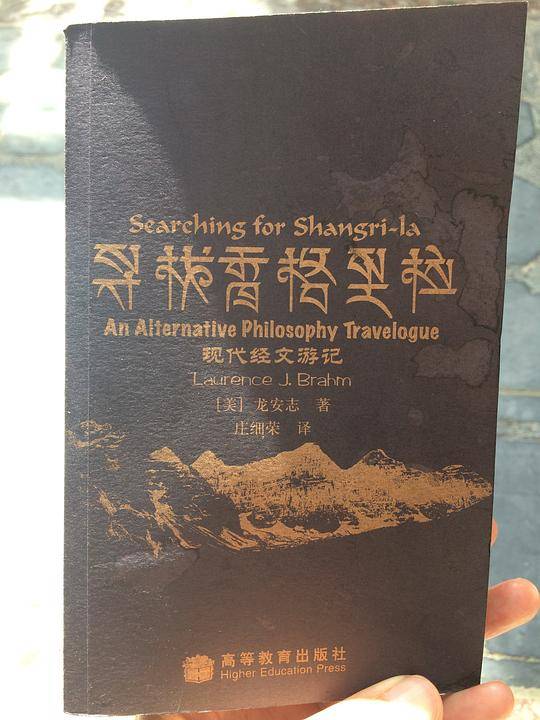 Searching for Shangri-la
香格里拉
An Alternative Philosophy Travelogue
现代经文游记
Laurence J. Brahm
[美] 龙安志 著
庄细荣 译
高等教育出版社
Higher Education Press